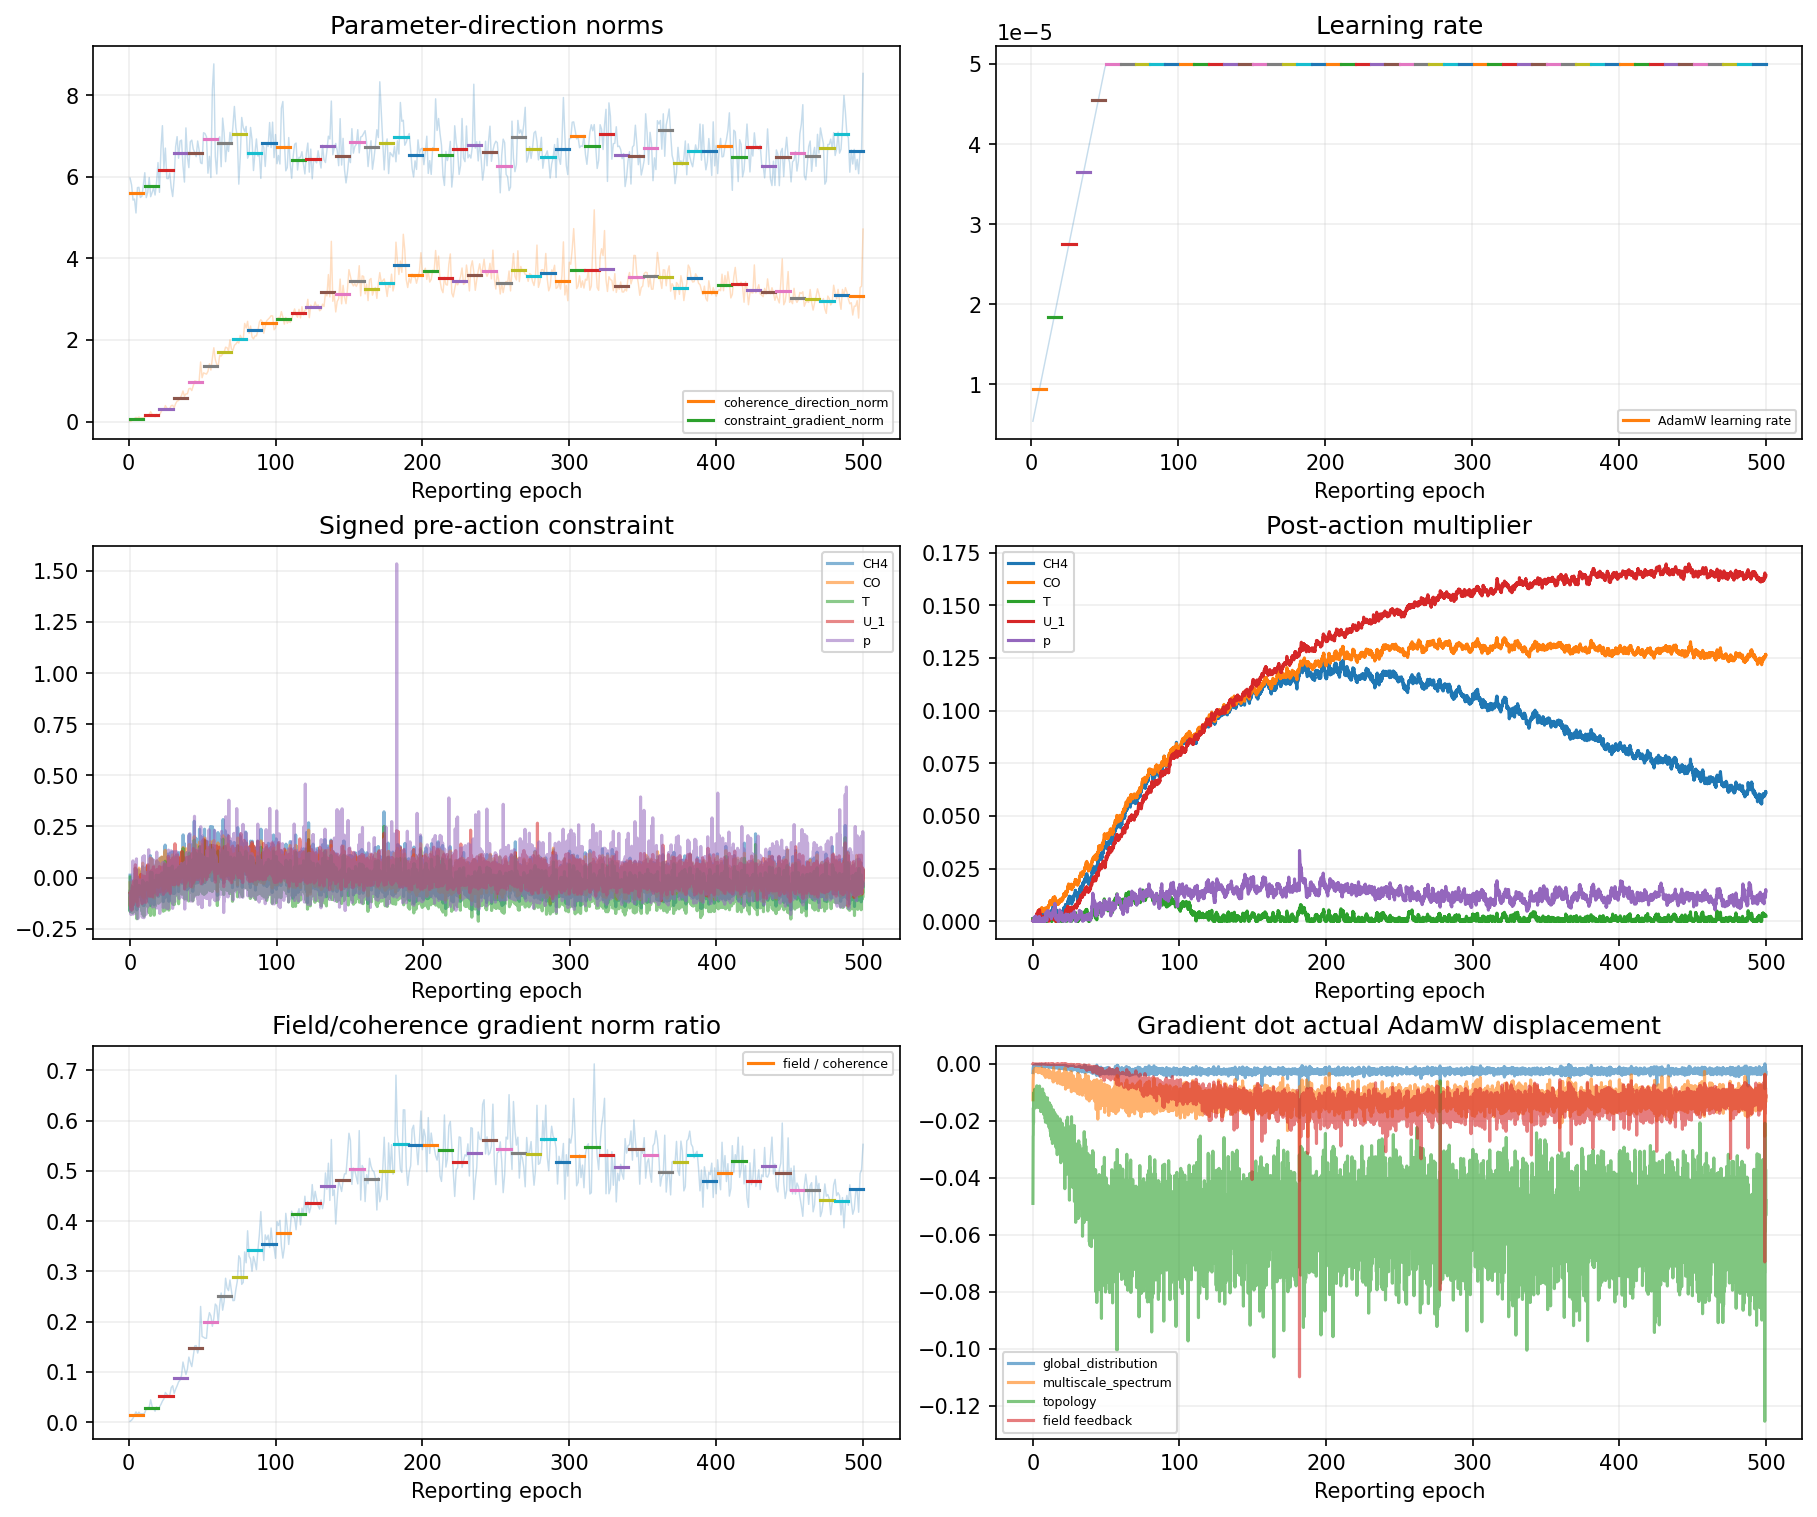 Parameter-direction norms
8
6
4
2
0
0 100 200 300 400 500
Reporting epoch
coherence_direction_norm
constraint_gradient_norm
Learning rate
1e−5
5
4
3
2
1
0 100 200 300 400 500
Reporting epoch
AdamW learning rate
Signed pre-action constraint
1.50
1.25
1.00
0.75
0.50
0.25
0.00
−0.25
0 100 200 300 400 500
Reporting epoch
CH4
CO
T
U_1
p
Post-action multiplier
0.175
0.150
0.125
0.100
0.075
0.050
0.025
0.000
0 100 200 300 400 500
Reporting epoch
CH4
CO
T
U_1
p
Field/coherence gradient norm ratio
0.7
0.6
0.5
0.4
0.3
0.2
0.1
0.0
0 100 200 300 400 500
Reporting epoch
field / coherence
Gradient dot actual AdamW displacement
0.00
−0.02
−0.04
−0.06
−0.08
−0.10
−0.12
0 100 200 300 400 500
Reporting epoch
global_distribution
multiscale_spectrum
topology
field feedback